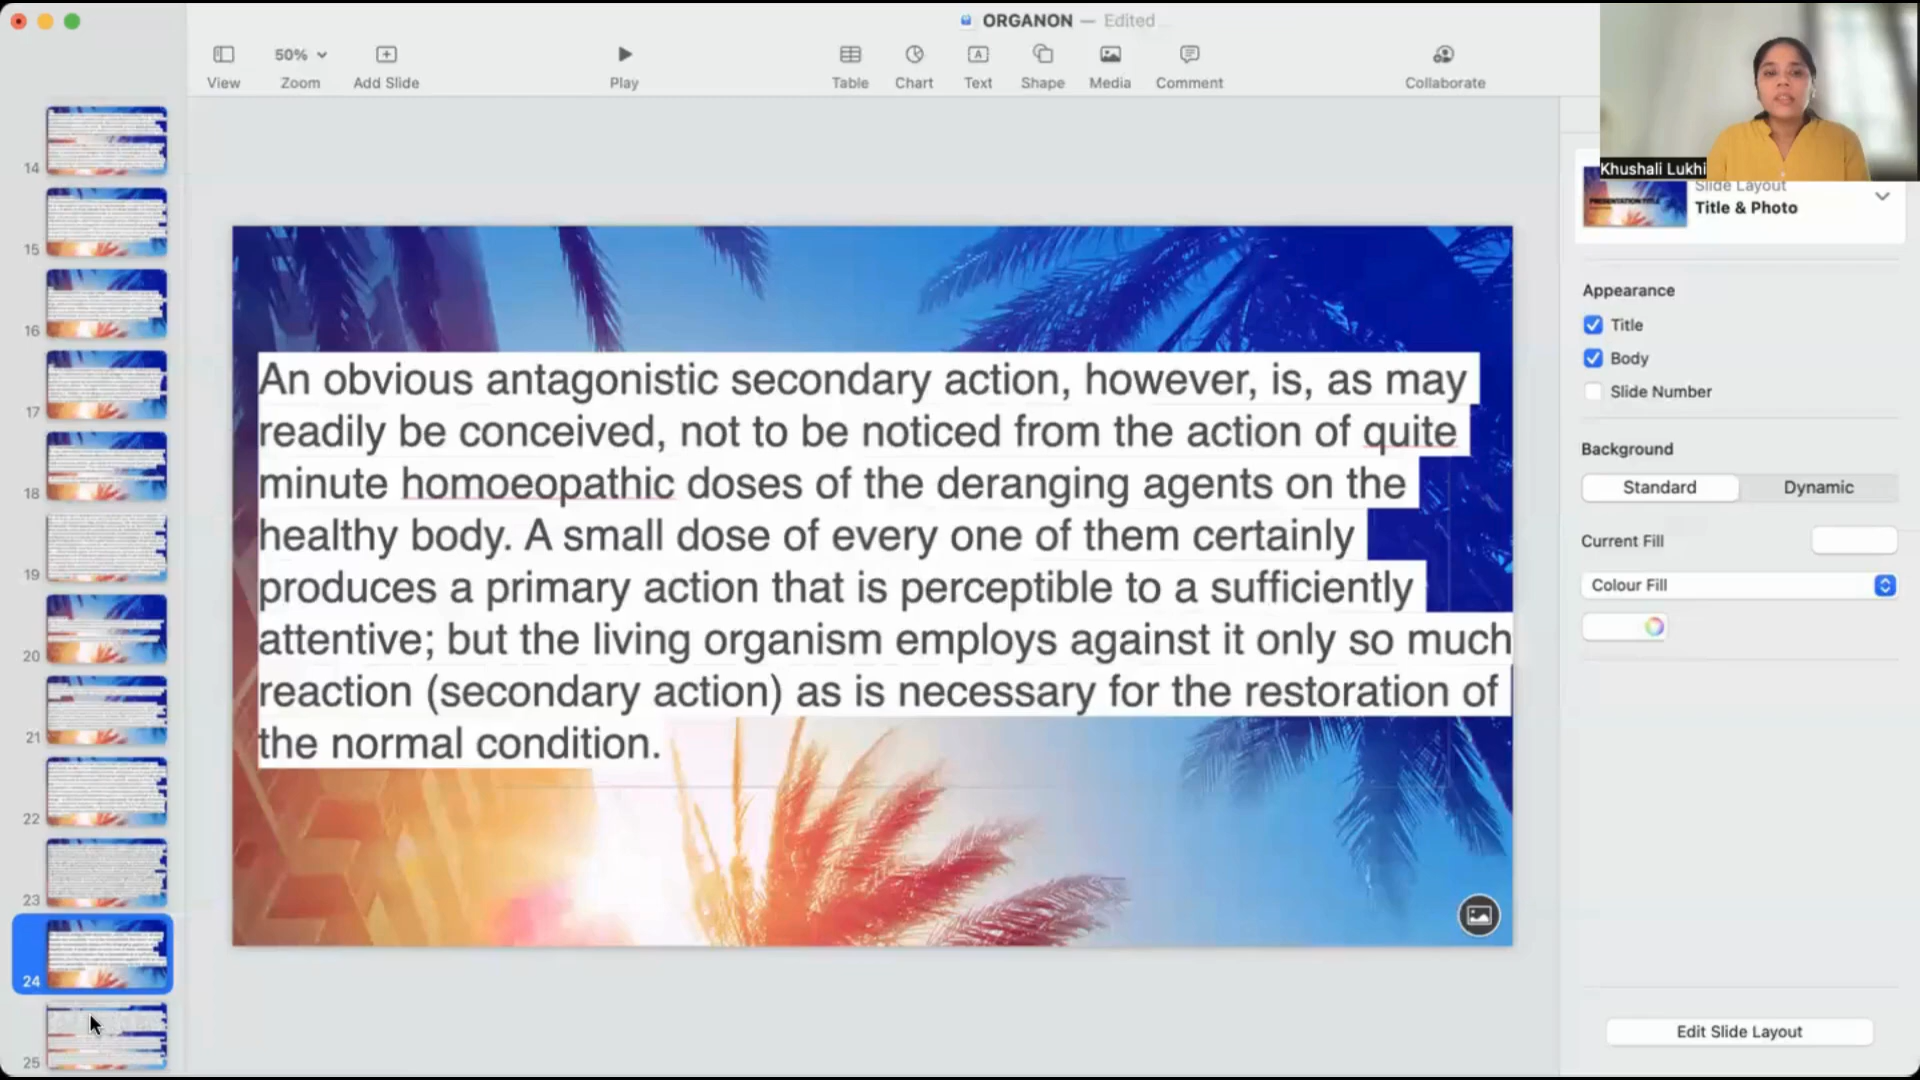 ORGANON — Edited
50%
View
Zoom
Add Slide
Play
Table
Chart
Text
Shape
Media
Comment
Collaborate
Khushali Lukhi
Slide Layout
Title & Photo
Appearance
Title
Body
Slide Number
Background
Standard
Dynamic
Current Fill
Colour Fill
Edit Slide Layout
14
15
16
17
18
19
20
21
22
23
24
25
An obvious antagonistic secondary action, however, is, as may
readily be conceived, not to be noticed from the action of quite
minute homoeopathic doses of the deranging agents on the
healthy body. A small dose of every one of them certainly
produces a primary action that is perceptible to a sufficiently
attentive; but the living organism employs against it only so much
reaction (secondary action) as is necessary for the restoration of
the normal condition.